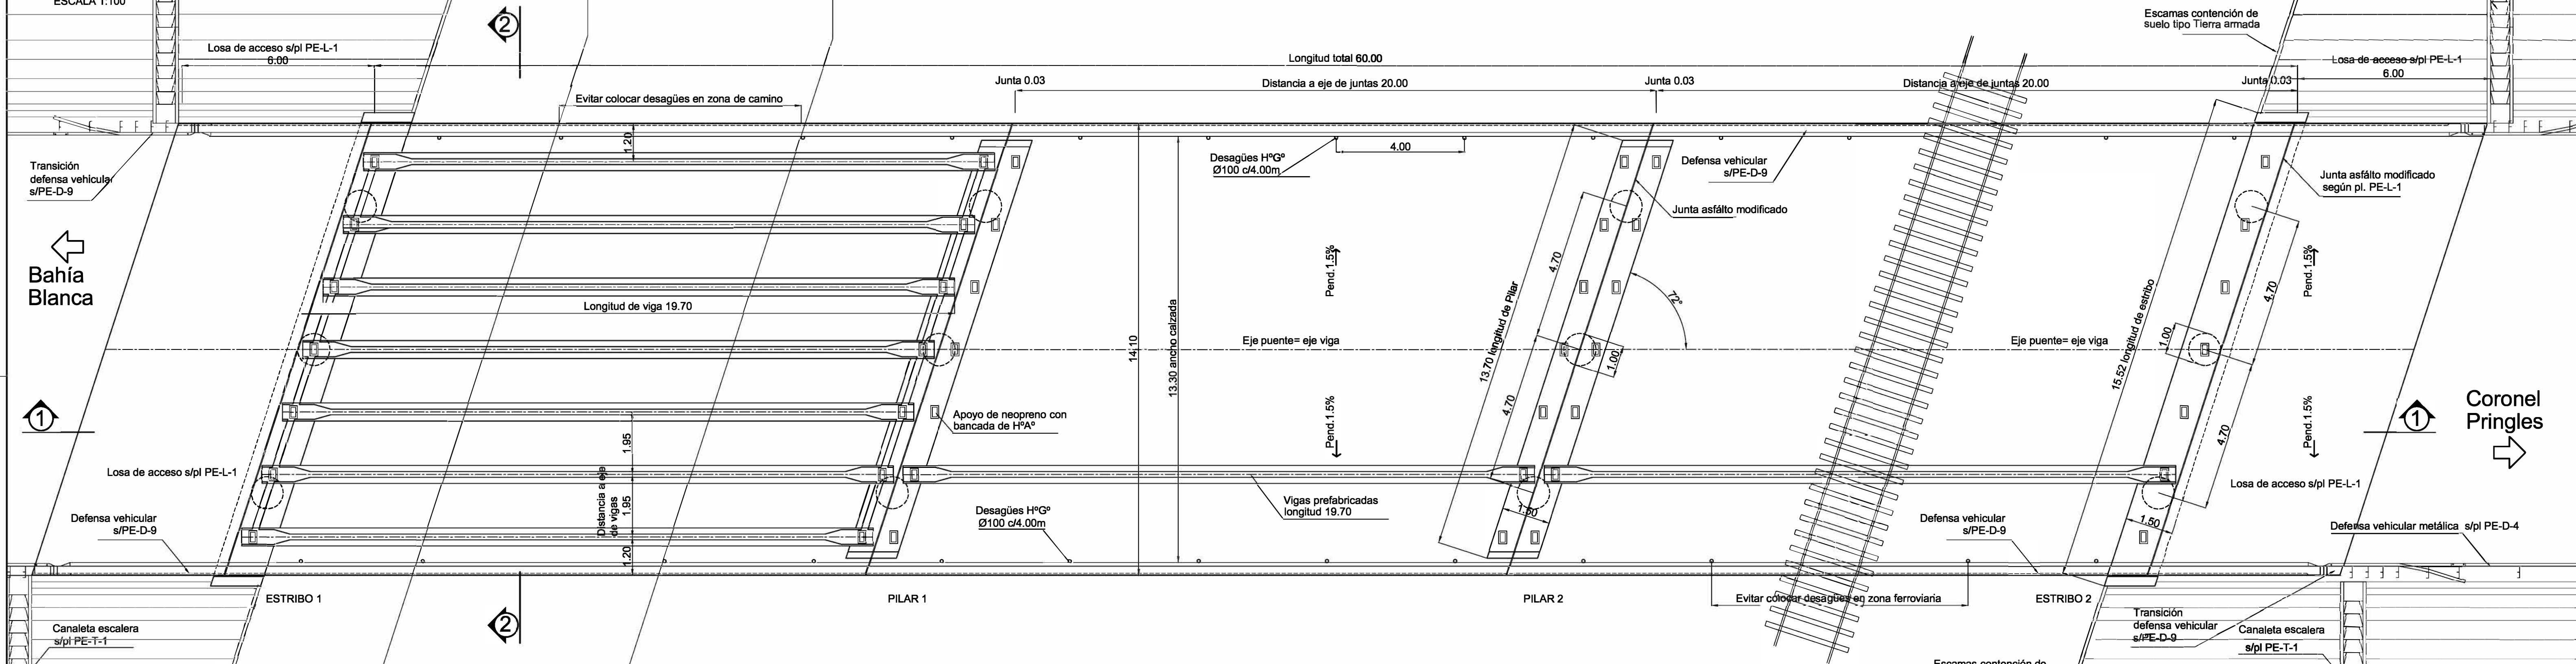 ESCALA 1:100
2
Losa de acceso s/pl PE-L-1
6.00
Longitud total 60.00
Junta 0.03
Distancia a eje de juntas 20.00
Junta 0.03
Distancia a eje de juntas 20.00
Junta 0.03
Escamas contención de
suelo tipo Tierra armada
Losa de acceso s/pl PE-L-1
6.00
Evitar colocar desagües en zona de camino
1.20
Transición
defensa vehicular
s/PE-D-9
Desagües HºGº
Ø100 c/4.00m
4.00
Defensa vehicular
s/PE-D-9
Junta asfálto modificado
según pl. PE-L-1
Junta asfálto modificado
Bahía
Blanca
Longitud de viga 19.70
Pend.1.5%
4.70
72°
13.70 longitud de Pilar
Pend.1.5%
4.70
15.52 longitud de estribo
14.10
13.30 ancho calzada
Eje puente= eje viga
1.00
Eje puente= eje viga
1.00
1
Apoyo de neopreno con
bancada de HºAº
4.70
Pend.1.5%
4.70
Pend.1.5%
1
Coronel
Pringles
1.95
Losa de acceso s/pl PE-L-1
Distancia a eje
de vigas
1.95
Vigas prefabricadas
longitud 19.70
1.50
Losa de acceso s/pl PE-L-1
Defensa vehicular
s/PE-D-9
Desagües HºGº
Ø100 c/4.00m
Defensa vehicular
s/PE-D-9
1.50
Defensa vehicular metálica s/pl PE-D-4
1.20
ESTRIBO 1
PILAR 1
PILAR 2
Evitar colocar desagües en zona ferroviaria
ESTRIBO 2
2
Canaleta escalera
s/pl PE-T-1
Transición
defensa vehicular
s/PE-D-9
Canaleta escalera
s/pl PE-T-1
Escamas contención de